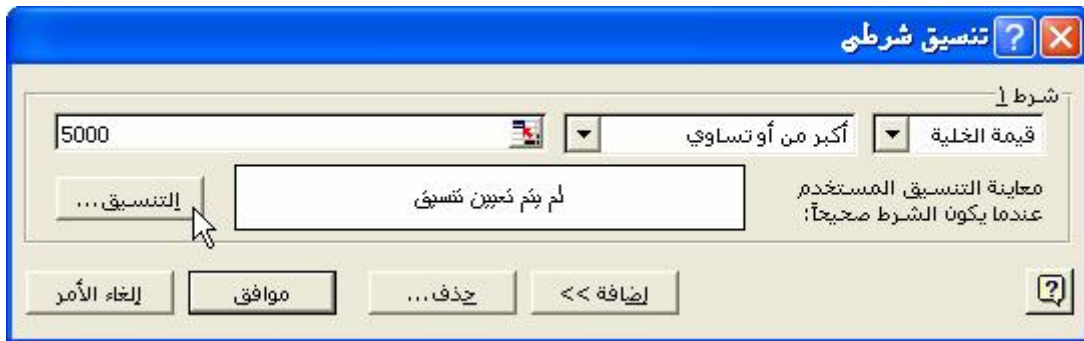 تنسيق شرطي
شرط 1
قيمة الخلية أكبر من أو تساوي 5000
معاينة التنسيق المستخدم
عندما يكون الشرط صحيحاً:
لم يتم تعيين تنسيق
التنسيق...
إضافة >> حذف... موافق إلغاء الأمر